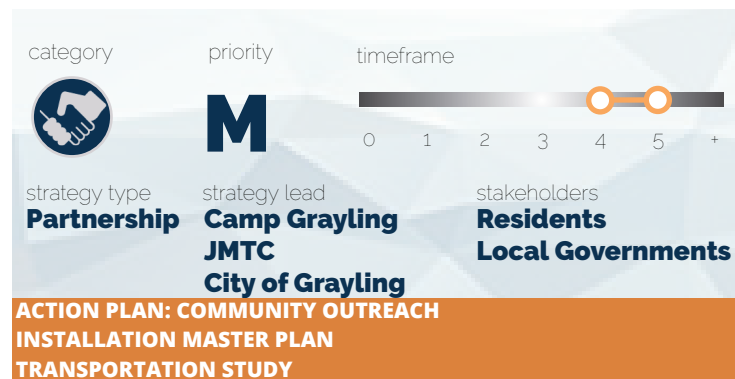 category
priority
timeframe
M
0 1 2 3 4 5 +
strategy type
Partnership
strategy lead
Camp Grayling
JMTC
City of Grayling
stakeholders
Residents
Local Governments
ACTION PLAN: COMMUNITY OUTREACH
INSTALLATION MASTER PLAN
TRANSPORTATION STUDY